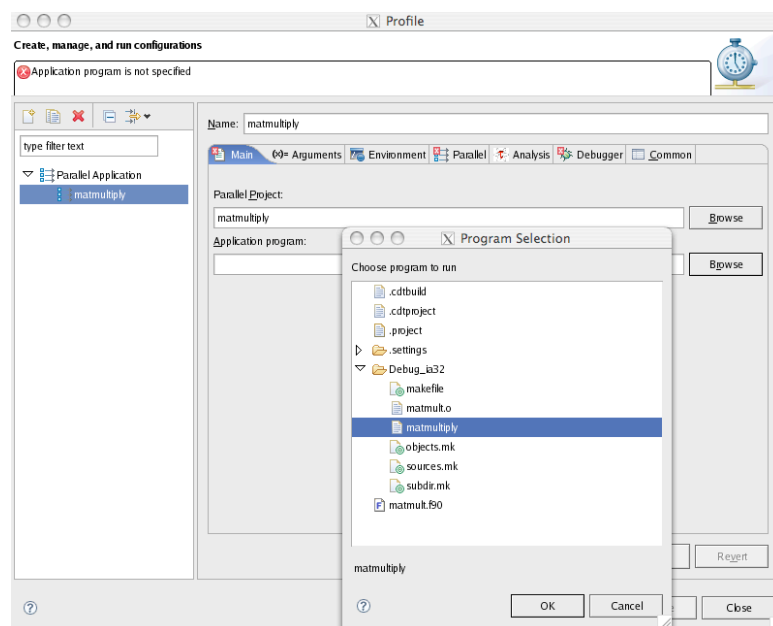 Profile
Create, manage, and run configurations
Application program is not specified
type filter text
Parallel Application
matmultiply
Name: matmultiply
Main (x)= Arguments Environment Parallel Analysis Debugger Common
Parallel Project:
matmultiply Browse
Application program:
Browse
Program Selection
Choose program to run
.cdtbuild
.cdtproject
.project
.settings
Debug_ia32
makefile
matmult.o
matmultiply
objects.mk
sources.mk
subdir.mk
matmult.f90
matmultiply
OK Cancel
Revert
Close